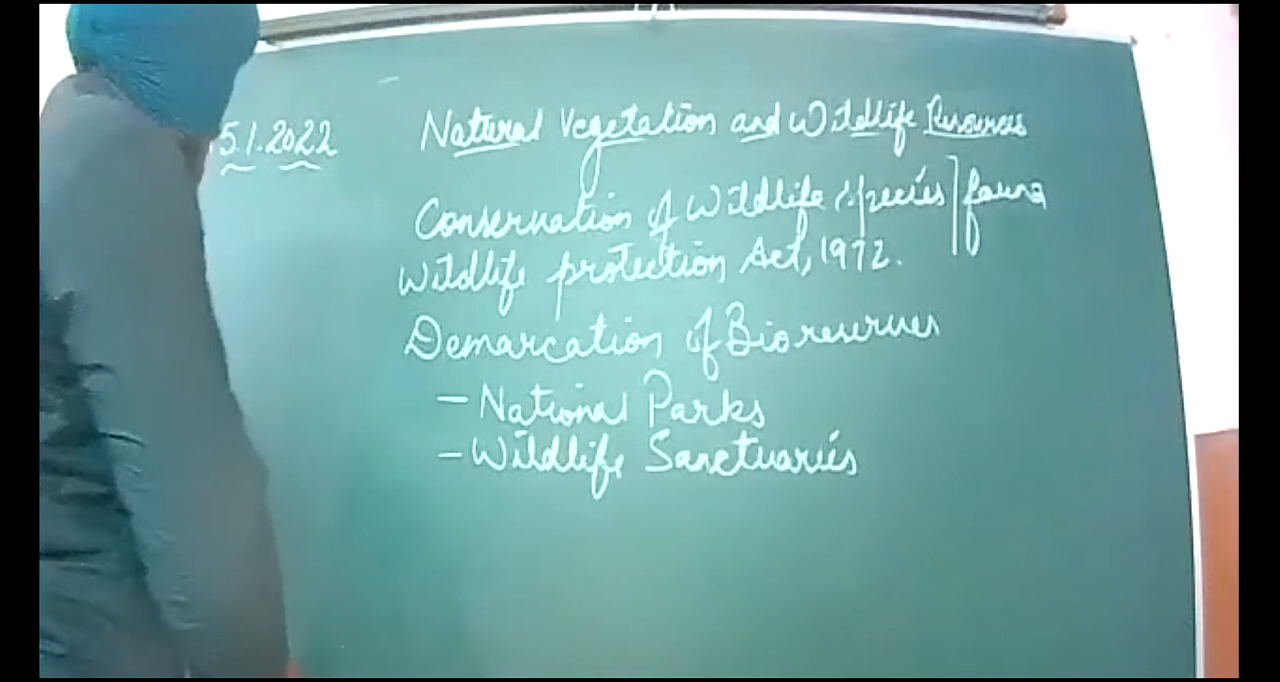 5.1.2022 Natural Vegetation and Wildlife Resources
Conservation of Wildlife species] fauna
Wildlife protection Act, 1972.
Demarcation of Bioreserves
- National Parks
- Wildlife Sanctuaries